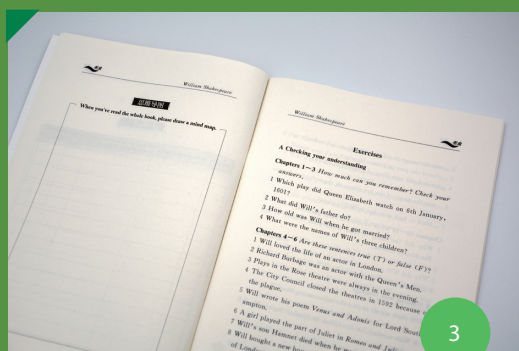 William Shakespeare
思维导图
When you've read the whole book, please draw a mind map.
William Shakespeare
Exercises
A Checking your understanding
Chapters 1–3 How much can you remember? Check your
answers.
1 Which play did Queen Elizabeth watch on 6th January,
1601?
2 What did Will's father do?
3 How old was Will when he got married?
4 What were the names of Will's three children?
Chapters 4–6 Are these sentences true (T) or false (F)?
1 Will loved the life of an actor in London.
2 Richard Burbage was an actor with the Queen's Men.
3 Plays in the Rose theatre were always in the evening.
4 The City Council closed the theatres in 1592 because
the plague.
5 Will wrote his poem Venus and Adonis for Lord
ampton.
6 A girl played the part of Juliet in Romeo and
7 Will's son Hamnet died when he
8 Will bought a new
of London
3